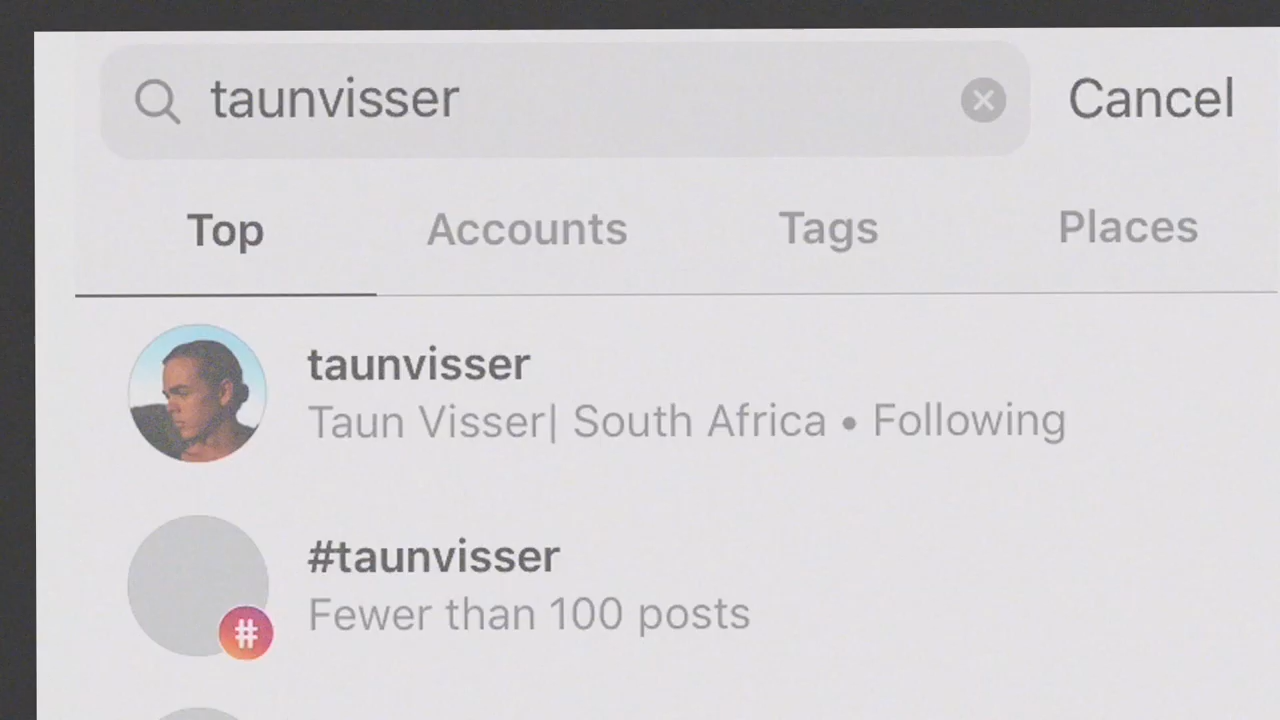 taunvisser Cancel
Top Accounts Tags Places
taunvisser
Taun Visser| South Africa • Following
#taunvisser
Fewer than 100 posts
#